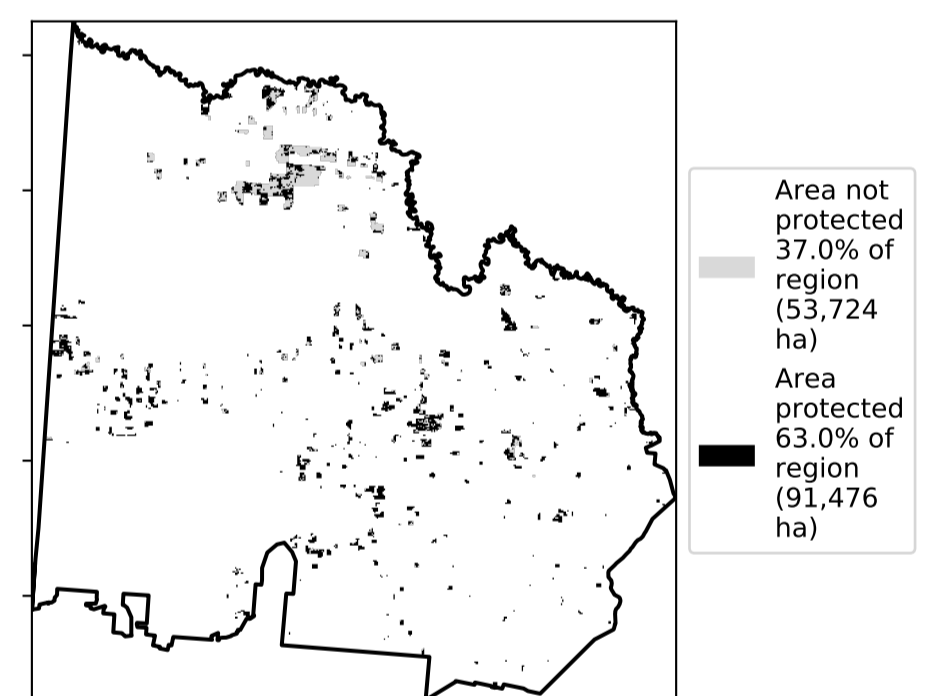 Area not
protected
37.0% of
region
(53,724
ha)
Area
protected
63.0% of
region
(91,476
ha)